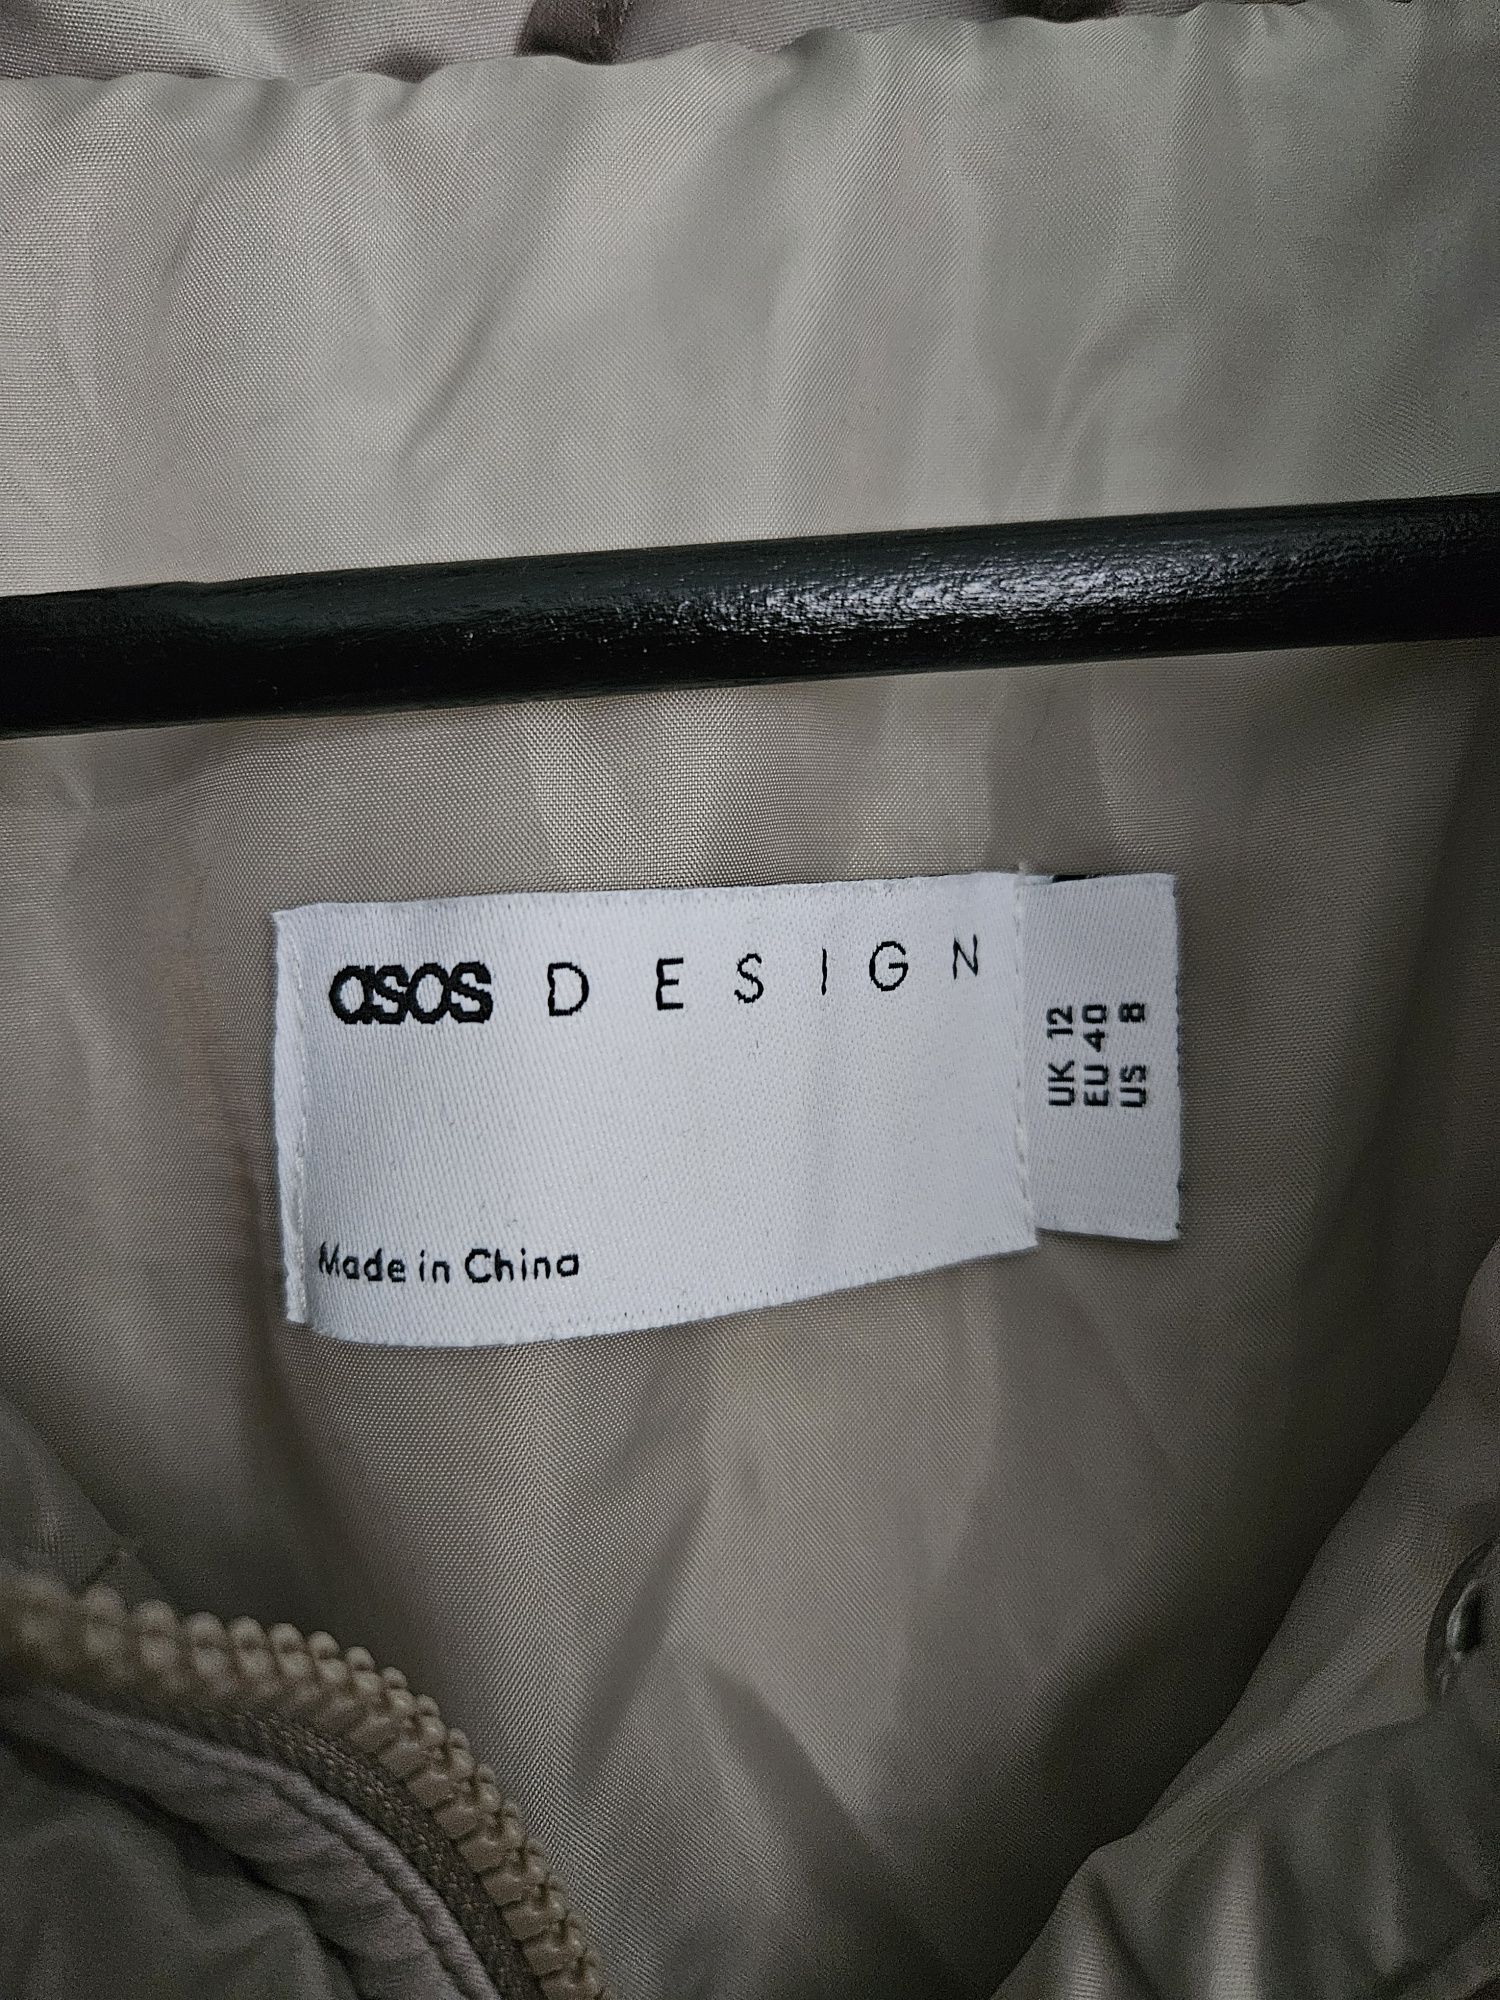 asos DESIGN
Made in China
UK 12
EU 40
US 8